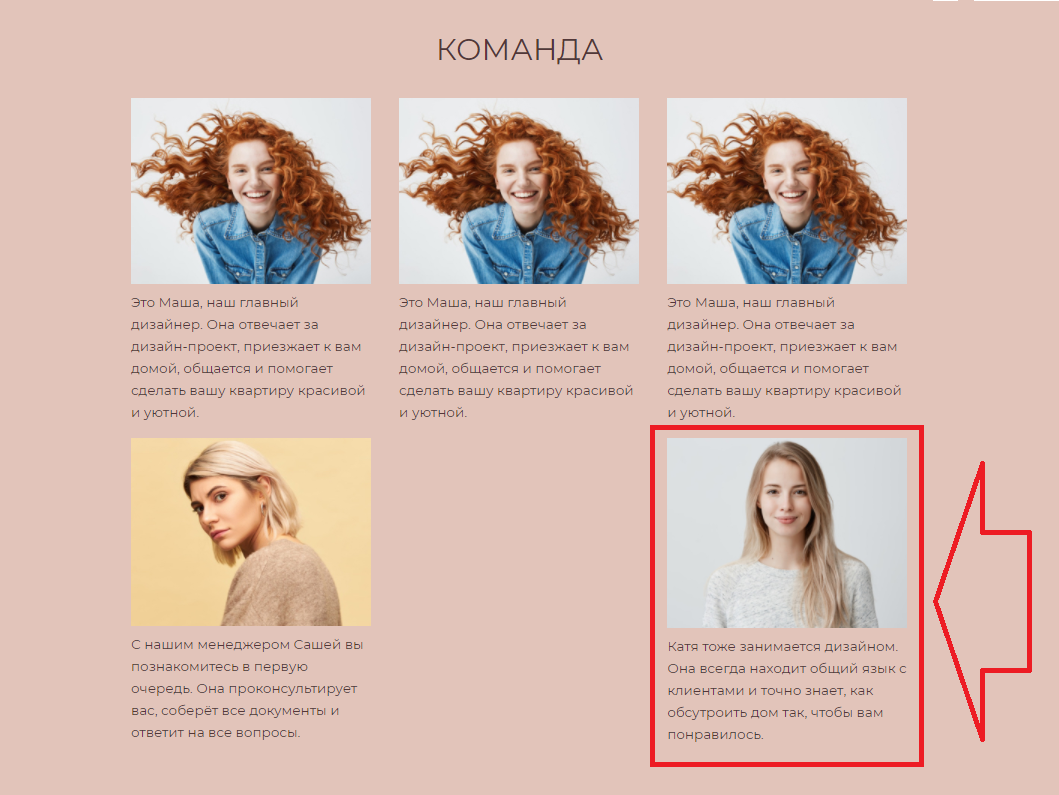 КОМАНДА
Это Маша, наш главный
дизайнер. Она отвечает за
дизайн-проект, приезжает к вам
домой, общается и помогает
сделать вашу квартиру красивой
и уютной.
Это Маша, наш главный
дизайнер. Она отвечает за
дизайн-проект, приезжает к вам
домой, общается и помогает
сделать вашу квартиру красивой
и уютной.
Это Маша, наш главный
дизайнер. Она отвечает за
дизайн-проект, приезжает к вам
домой, общается и помогает
сделать вашу квартиру красивой
и уютной.
С нашим менеджером Сашей вы
познакомитесь в первую
очередь. Она проконсультирует
вас, соберёт все документы и
ответит на все вопросы.
Катя тоже занимается дизайном.
Она всегда находит общий язык с
клиентами и точно знает, как
обсутроить дом так, чтобы вам
понравилось.